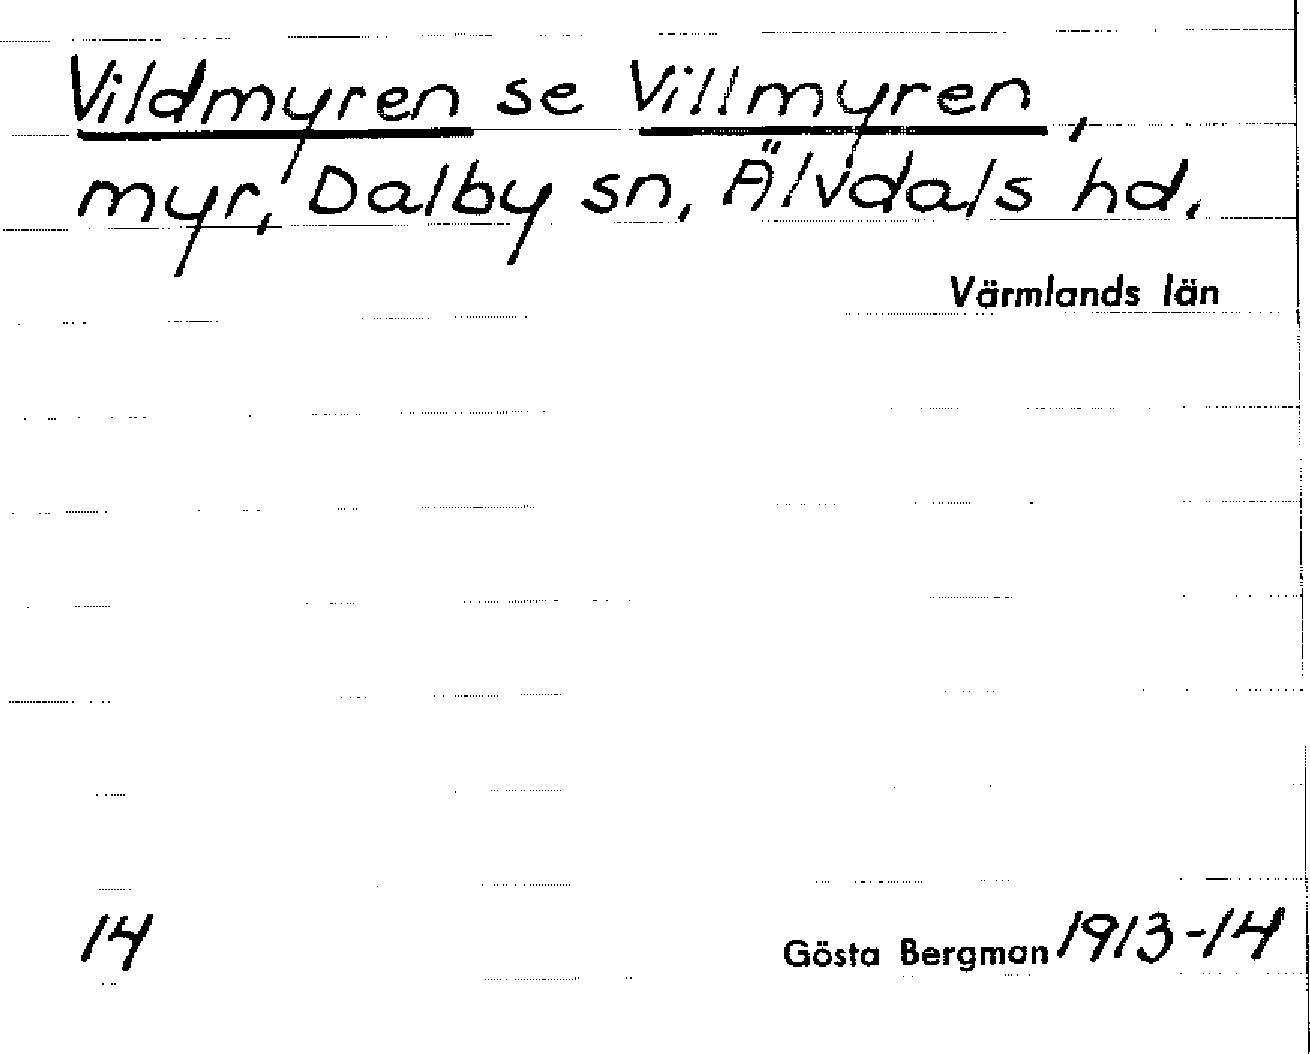 Vildmyren se Villmyren,
myr, Dalby sn, Älvdals hd.
Värmlands län
14
Gösta Bergman 1913-14